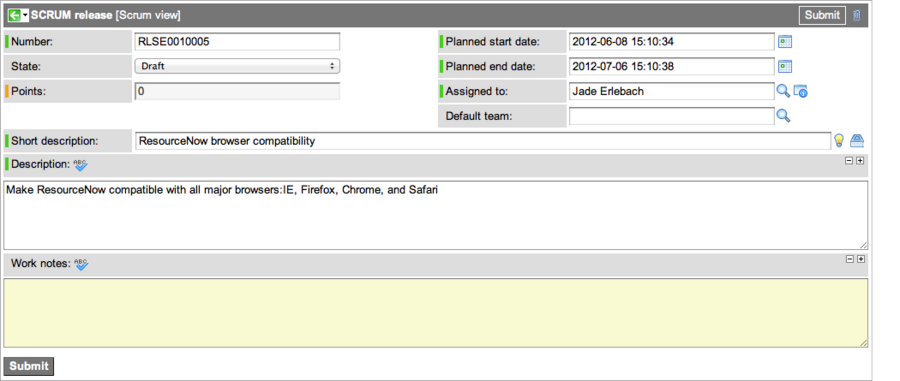 SCRUM release [Scrum view] Submit
Number: RLSE0010005 Planned start date: 2012-06-08 15:10:34
State: Draft Planned end date: 2012-07-06 15:10:38
Points: 0 Assigned to: Jade Erlebach
Default team:
Short description: ResourceNow browser compatibility
Description: ABC
Make ResourceNow compatible with all major browsers:IE, Firefox, Chrome, and Safari
Work notes: ABC
Submit